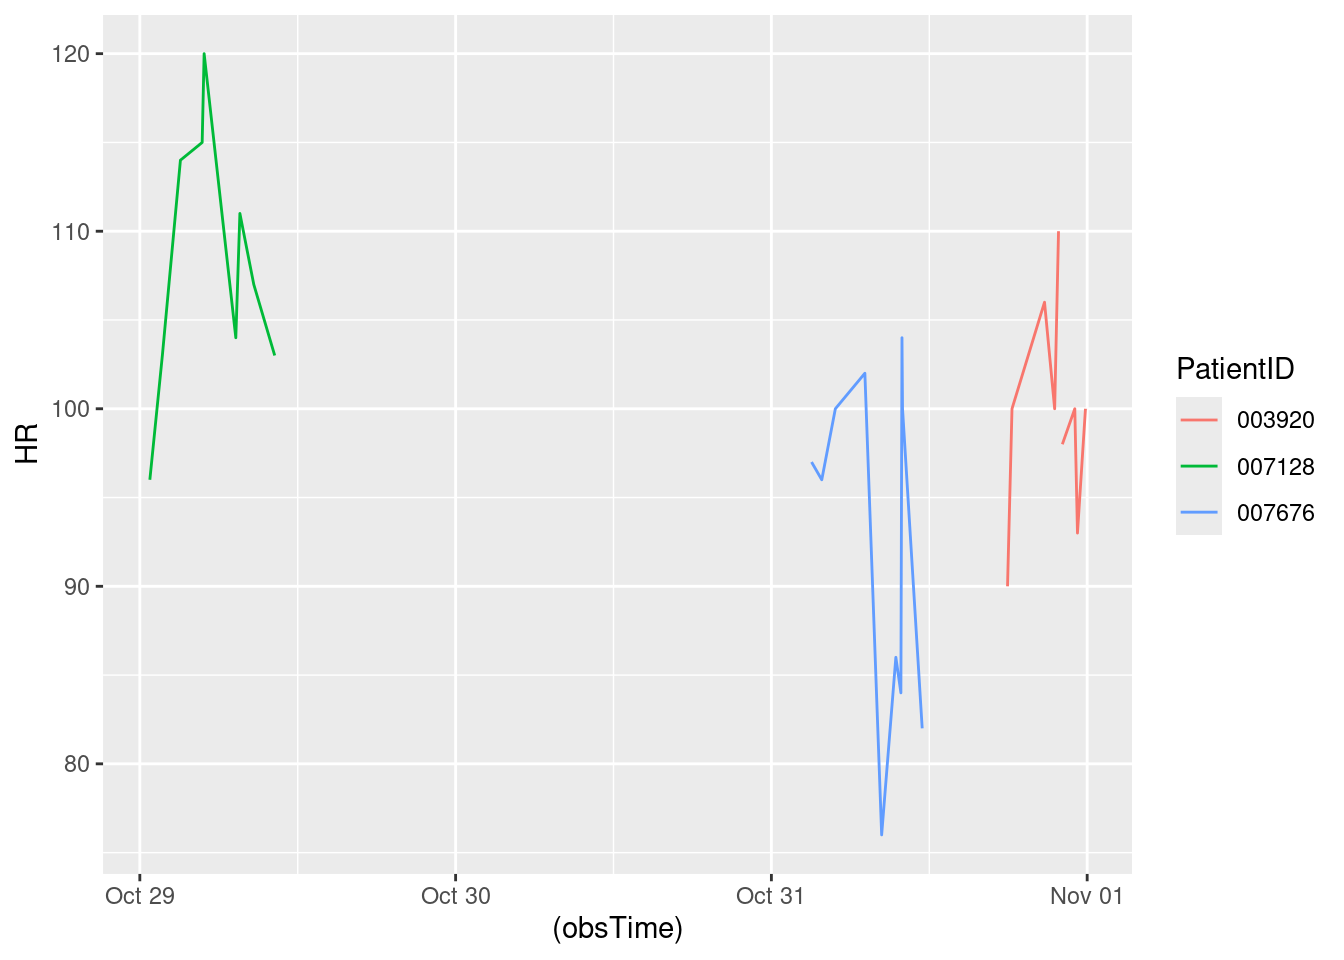 120
110
100
90
80
HR
Oct 29
Oct 30
Oct 31
Nov 01
(obsTime)
PatientID
003920
007128
007676